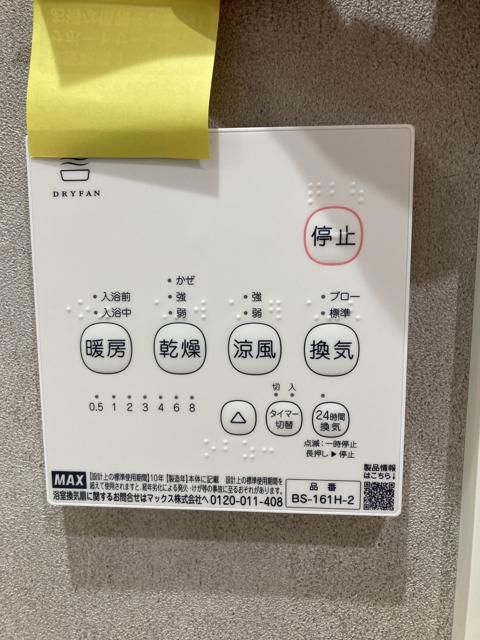 DRYFAN
停止
かぜ
入浴前 強 強 ブロー
入浴中 弱 弱 標準
暖房 乾燥 涼風 換気
切 入
0.5 1 2 3 4 6 8
△ タイマー切替 24時間換気
点滅:一時停止
長押し▶停止
製品情報はこちら↓
MAX
【設計上の標準使用期間】10年【製造年】本体に記載 設計上の標準使用期間を
超えて使用されますと、経年劣化による発火・けが等の事故に至るおそれがあります。
浴室換気扇に関するお問合せはマックス株式会社へ 0120-011-408
品番
BS-161H-2